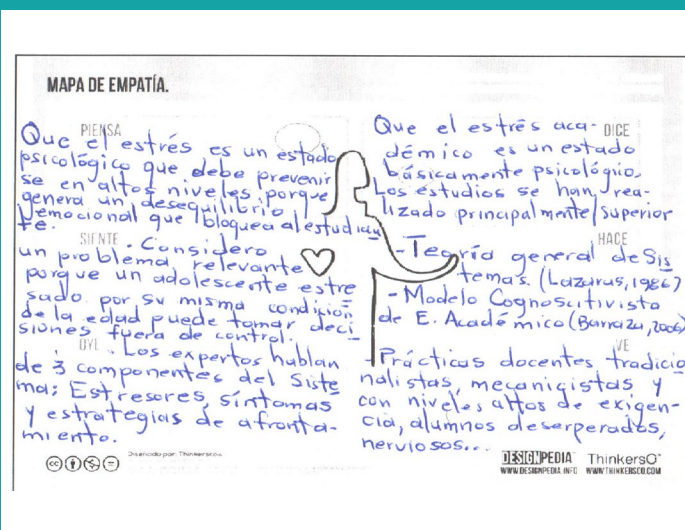 MAPA DE EMPATÍA.
PIENSA
Que el estrés es un estado
psicológico que debe prevenir
se en altos niveles, porque
genera un desequilibrio
emocional que bloquea al estudian
te.
SIENTE
. Considero
un problema relevante
porque un adolescente estre
sado por su misma condición
de la edad puede tomar deci
siones fuera de control.
OYE
. Los expertos hablan
de 3 componentes del Siste
ma; Estresores, síntomas
y estrategias de afronta-
miento.
DICE
Que el estrés aca-
démico es un estado
básicamente psicológio.
Los estudios se han rea-
lizado principalmente/superior
HACE
- Teoría general de Sis
temas. (Lazarus, 1986)
- Modelo Cognoscitivista
de E. Académico (Barraza, 2006)
VE
- Prácticas docentes tradicio
nalistas, mecanicistas y
con niveles altos de exigen-
cia, alumnos deserperados,
nerviosos...
Diseñado por: Thinkersco.
DESIGNPEDIA ThinkersCo
WWW.DESIGNPEDIA.INFO WWW.THINKERSCO.COM